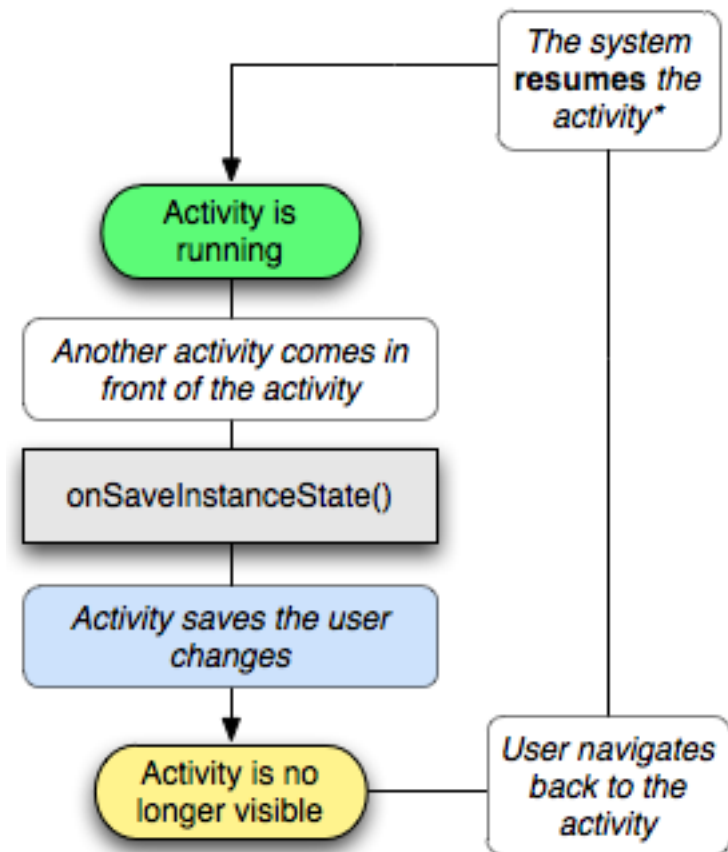 The system
resumes the
activity*
Activity is
running
Another activity comes in
front of the activity
onSaveInstanceState()
Activity saves the user
changes
Activity is no
longer visible
User navigates
back to the
activity